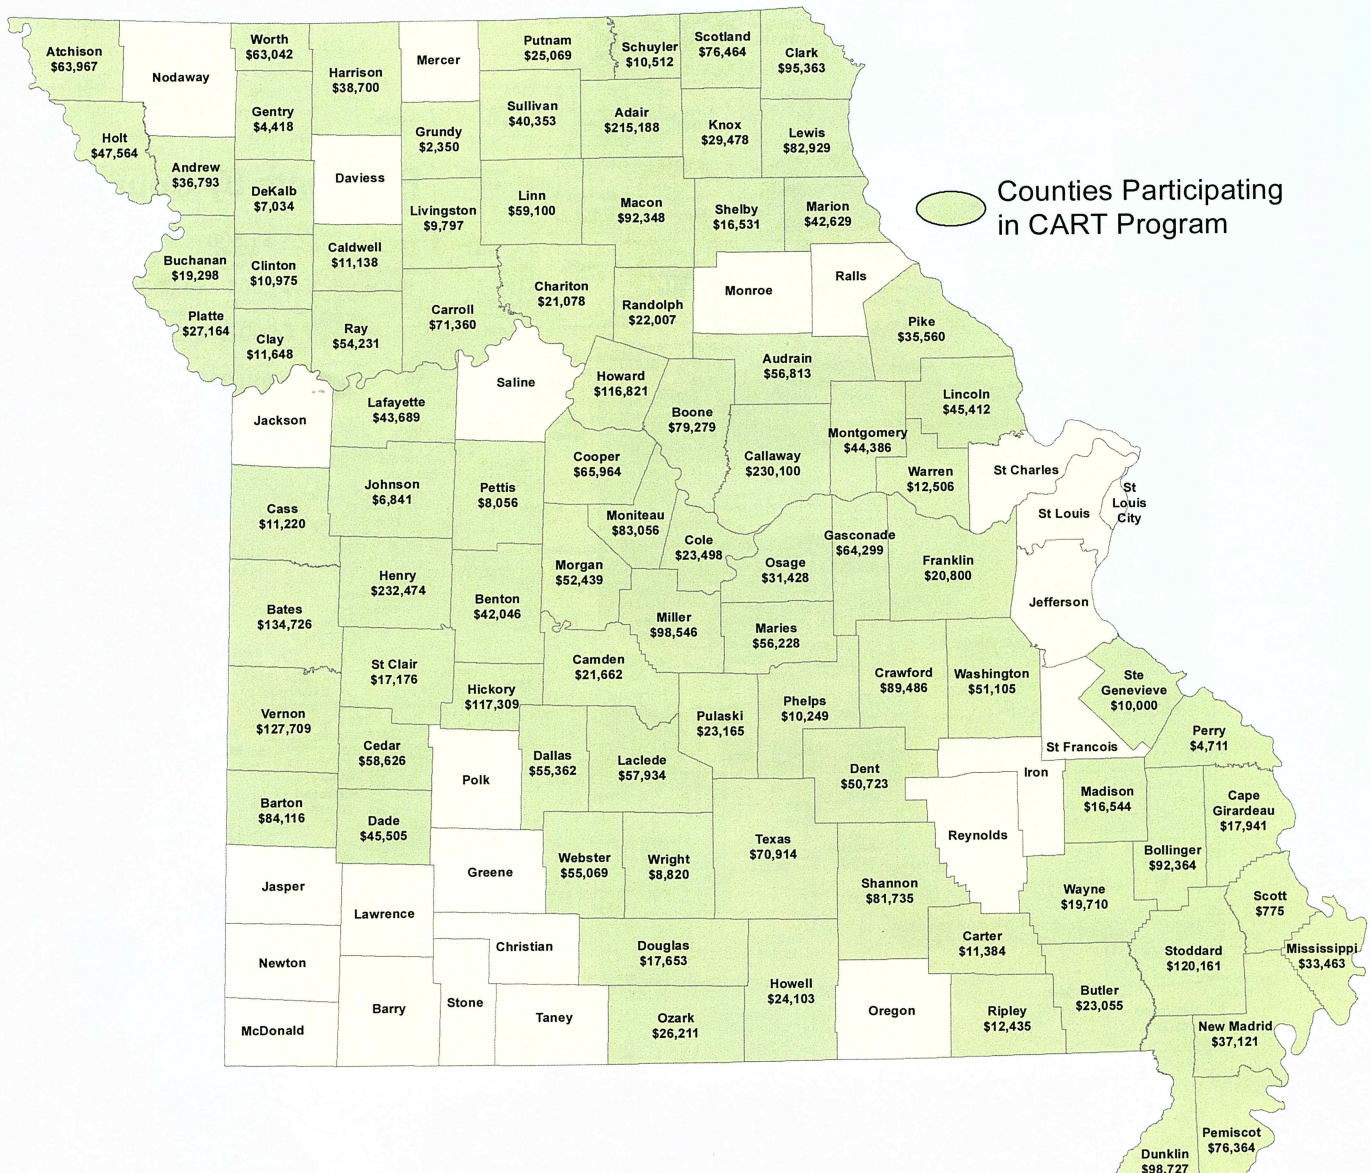 Atchison
$63,967
Nodaway
Worth
$63,042
Harrison
$38,700
Mercer
Putnam
$25,069
Schuyler
$10,512
Scotland
$76,464
Clark
$95,363
Gentry
$4,418
Sullivan
$40,353
Adair
$215,188
Knox
$29,478
Lewis
$82,929
Holt
$47,564
Andrew
$36,793
DeKalb
$7,034
Daviess
Grundy
$2,350
Livingston
$9,797
Linn
$59,100
Macon
$92,348
Shelby
$16,531
Marion
$42,629
Counties Participating
in CART Program
Buchanan
$19,298
Clinton
$10,975
Caldwell
$11,138
Chariton
$21,078
Randolph
$22,007
Monroe
Ralls
Platte
$27,164
Clay
$11,648
Ray
$54,231
Carroll
$71,360
Pike
$35,560
Audrain
$56,813
Jackson
Lafayette
$43,689
Saline
Howard
$116,821
Boone
$79,279
Callaway
$230,100
Montgomery
$44,386
Lincoln
$45,412
Warren
$12,506
St Charles
St Louis
St
Louis
City
Cass
$11,220
Johnson
$6,841
Pettis
$8,056
Cooper
$65,964
Moniteau
$83,056
Cole
$23,498
Osage
$31,428
Gasconade
$64,299
Franklin
$20,800
Jefferson
Bates
$134,726
Henry
$232,474
Benton
$42,046
Morgan
$52,439
Miller
$98,546
Maries
$56,228
St Clair
$17,176
Hickory
$117,309
Camden
$21,662
Pulaski
$23,165
Phelps
$10,249
Crawford
$89,486
Washington
$51,105
Ste
Genevieve
$10,000
St Francois
Perry
$4,711
Vernon
$127,709
Cedar
$58,626
Polk
Dallas
$55,362
Laclede
$57,934
Dent
$50,723
Iron
Madison
$16,544
Cape
Girardeau
$17,941
Barton
$84,116
Dade
$45,505
Greene
Webster
$55,069
Wright
$8,820
Texas
$70,914
Reynolds
Bollinger
$92,364
Jasper
Lawrence
Shannon
$81,735
Wayne
$19,710
Scott
$775
Newton
Christian
Douglas
$17,653
Howell
$24,103
Carter
$11,384
Stoddard
$120,161
Mississippi
$33,463
McDonald
Barry
Stone
Taney
Ozark
$26,211
Oregon
Ripley
$12,435
Butler
$23,055
New Madrid
$37,121
Pemiscot
$76,364
Dunklin
$98,727